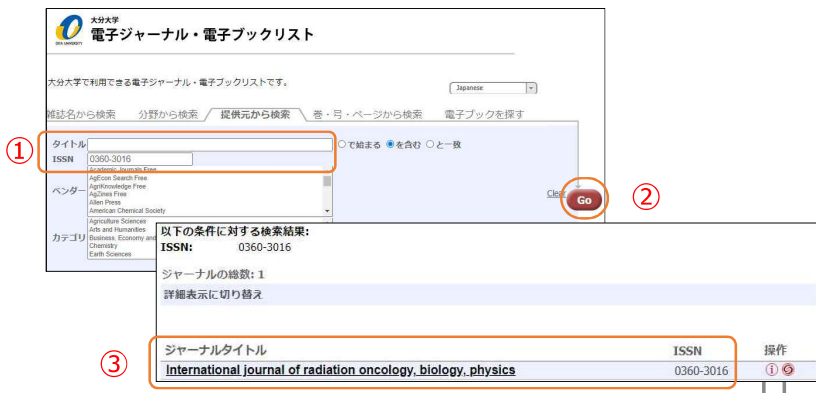 大分大学
電子ジャーナル・電子ブックリスト
OITA UNIVERSITY
大分大学で利用できる電子ジャーナル・電子ブックリストです。
Japanese
雑誌名から検索 分野から検索 提供元から検索 巻・号・ページから検索 電子ブックを探す
①
タイトル ○で始まる ◉を含む ○と一致
ISSN 0360-3016
Academic Journals Free
AgEcon Search Free
ベンダー AgriKnowledge Free
AgZines Free
Allen Press
American Chemical Society
Clear Go
②
Agriculture Sciences
Arts and Humanities
カテゴリ Business, Economy and
Chemistry
Earth Sciences
以下の条件に対する検索結果:
ISSN: 0360-3016
ジャーナルの総数: 1
詳細表示に切り替え
③
ジャーナルタイトル ISSN 操作
International journal of radiation oncology, biology, physics 0360-3016